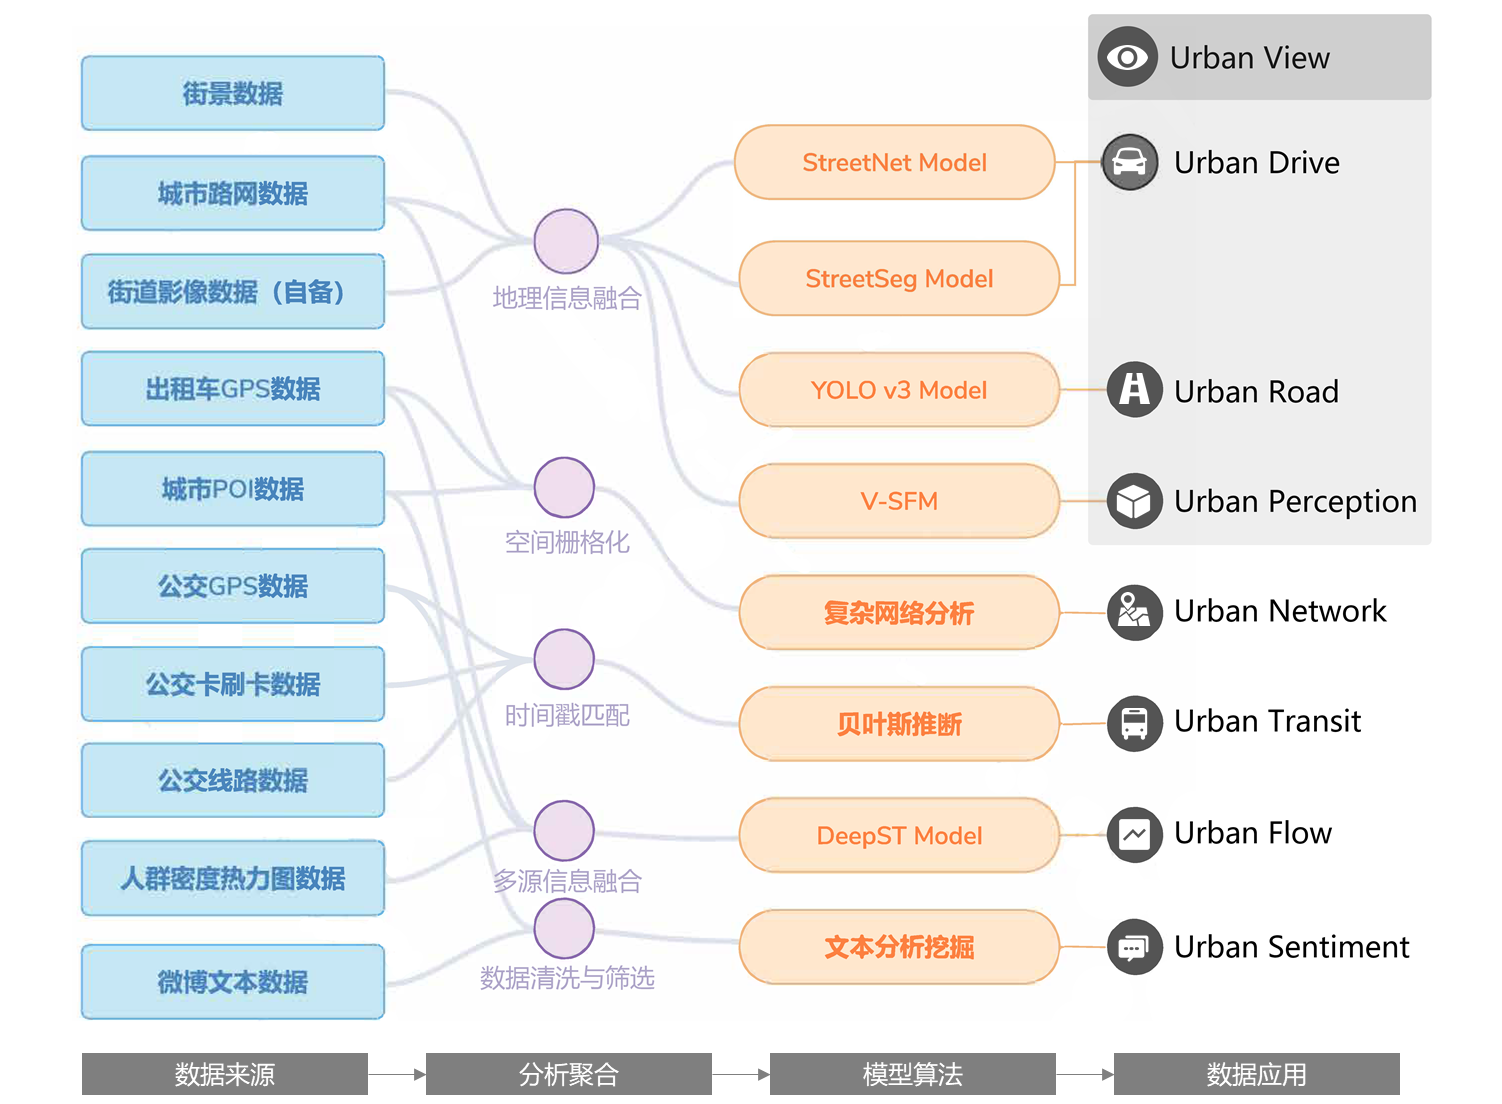 街景数据
城市路网数据
街道影像数据（自备）
出租车GPS数据
城市POI数据
公交GPS数据
公交卡刷卡数据
公交线路数据
人群密度热力图数据
微博文本数据
地理信息融合
空间栅格化
时间戳匹配
多源信息融合
数据清洗与筛选
StreetNet Model
StreetSeg Model
YOLO v3 Model
V-SFM
复杂网络分析
贝叶斯推断
DeepST Model
文本分析挖掘
Urban View
Urban Drive
Urban Road
Urban Perception
Urban Network
Urban Transit
Urban Flow
Urban Sentiment
数据来源
分析聚合
模型算法
数据应用